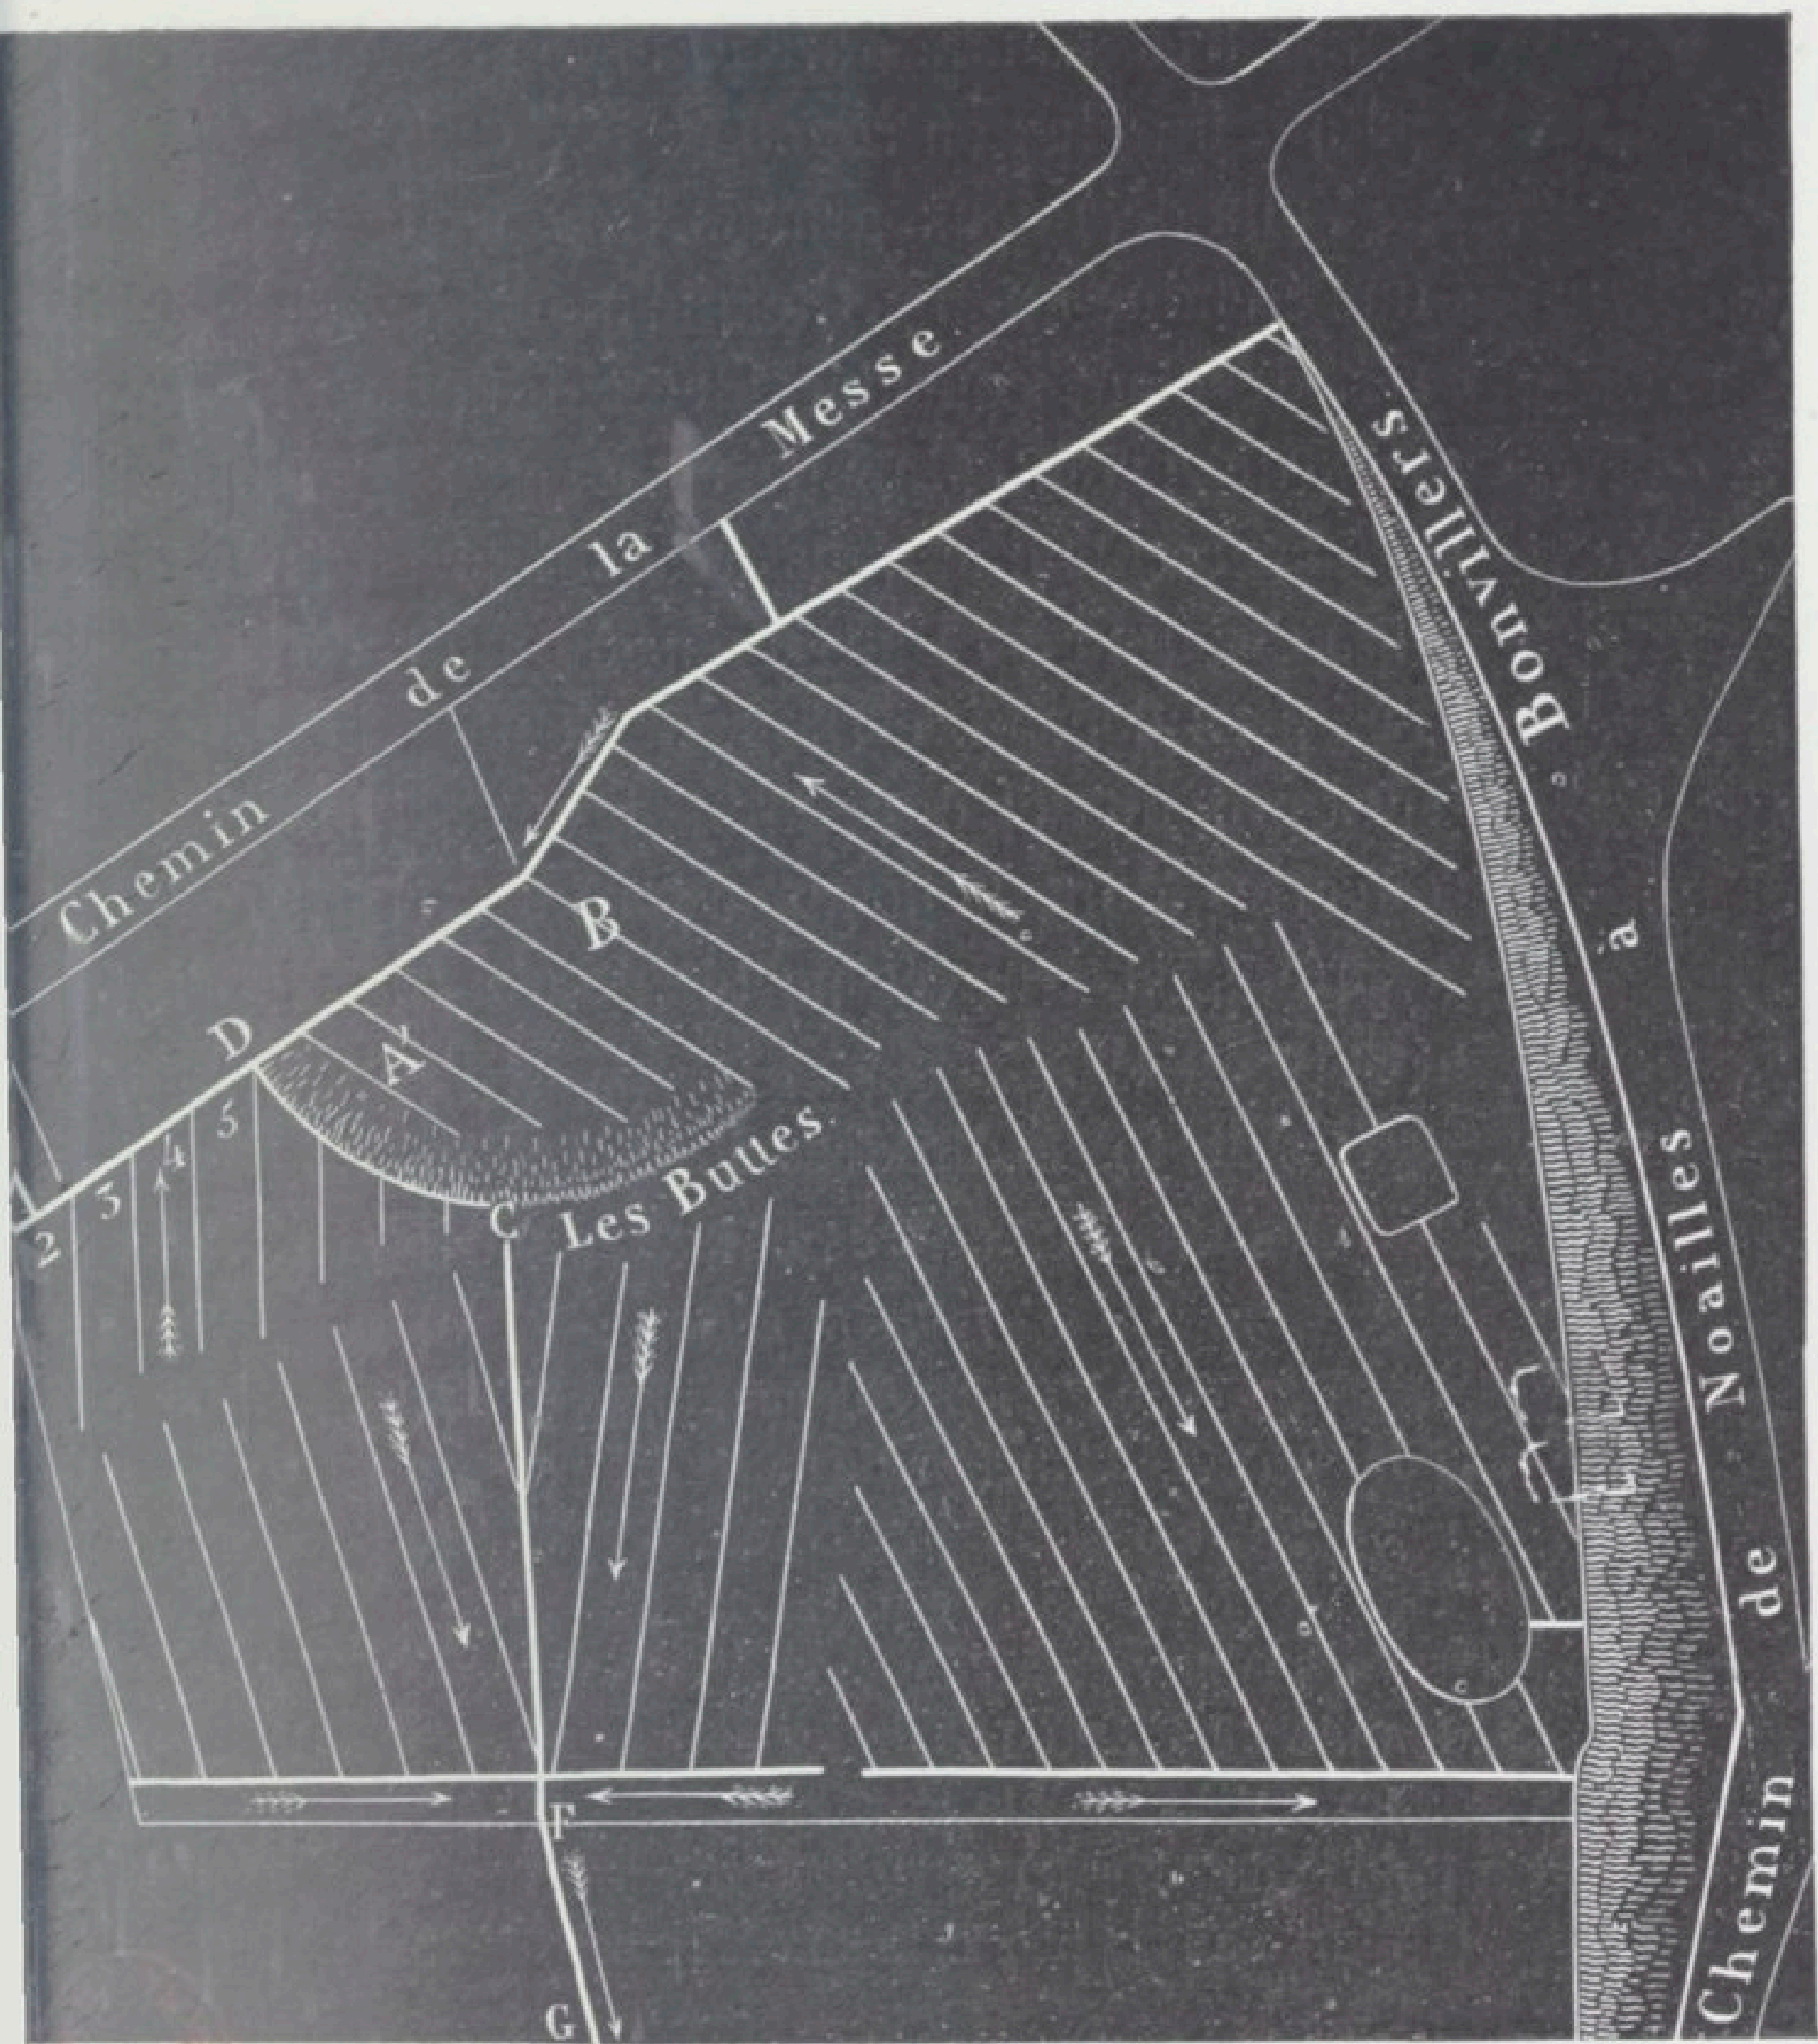 Chemin de la Messe
Chemin de Noailles à Bonvillers.
B
D
A
2 3 4 5
C
Les Buttes.
F
G